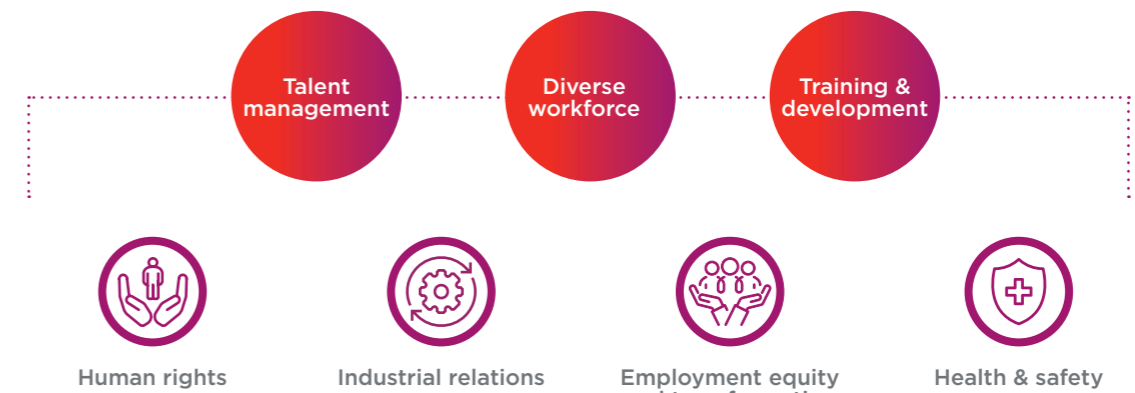 Talent
management
Diverse
workforce
Training &
development
Human rights
Industrial relations
Employment equity
Health & safety